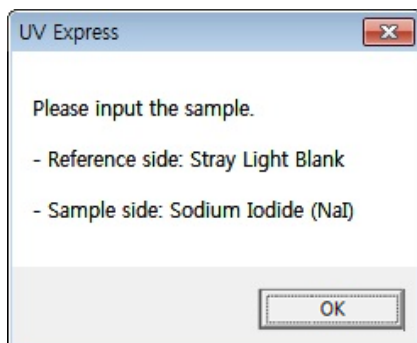 UV Express
Please input the sample.
- Reference side: Stray Light Blank
- Sample side: Sodium Iodide (NaI)
OK